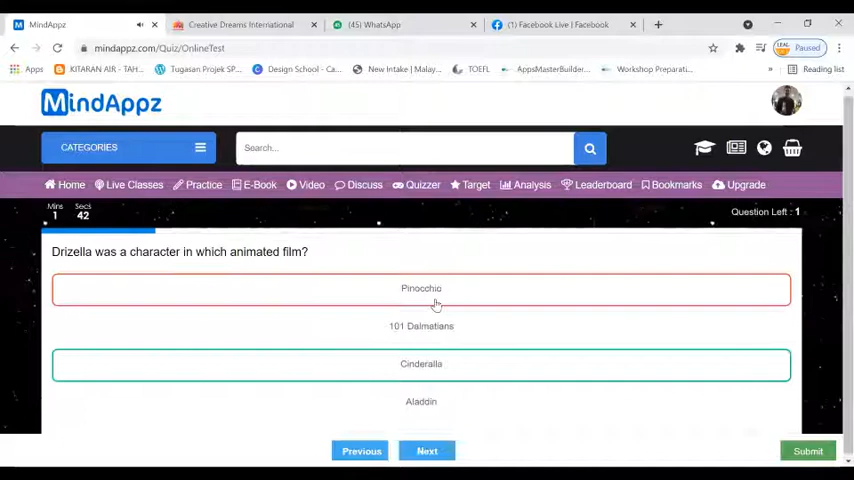 MindAppz
Creative Dreams International
(45) WhatsApp
(1) Facebook Live | Facebook
mindappz.com/Quiz/OnlineTest
Paused
Apps
KITARAN AIR - TAH...
Tugasan Projek SP...
Design School - Ca...
New Intake | Malay...
TOEFL
AppsMasterBuilder...
Workshop Preparati...
»
Reading list
MindAppz
CATEGORIES
Search...
Home
Live Classes
Practice
E-Book
Video
Discuss
Quizzer
Target
Analysis
Leaderboard
Bookmarks
Upgrade
Mins Secs
1 42
Question Left : 1
Drizella was a character in which animated film?
Pinocchio
101 Dalmatians
Cinderalla
Aladdin
Previous
Next
Submit